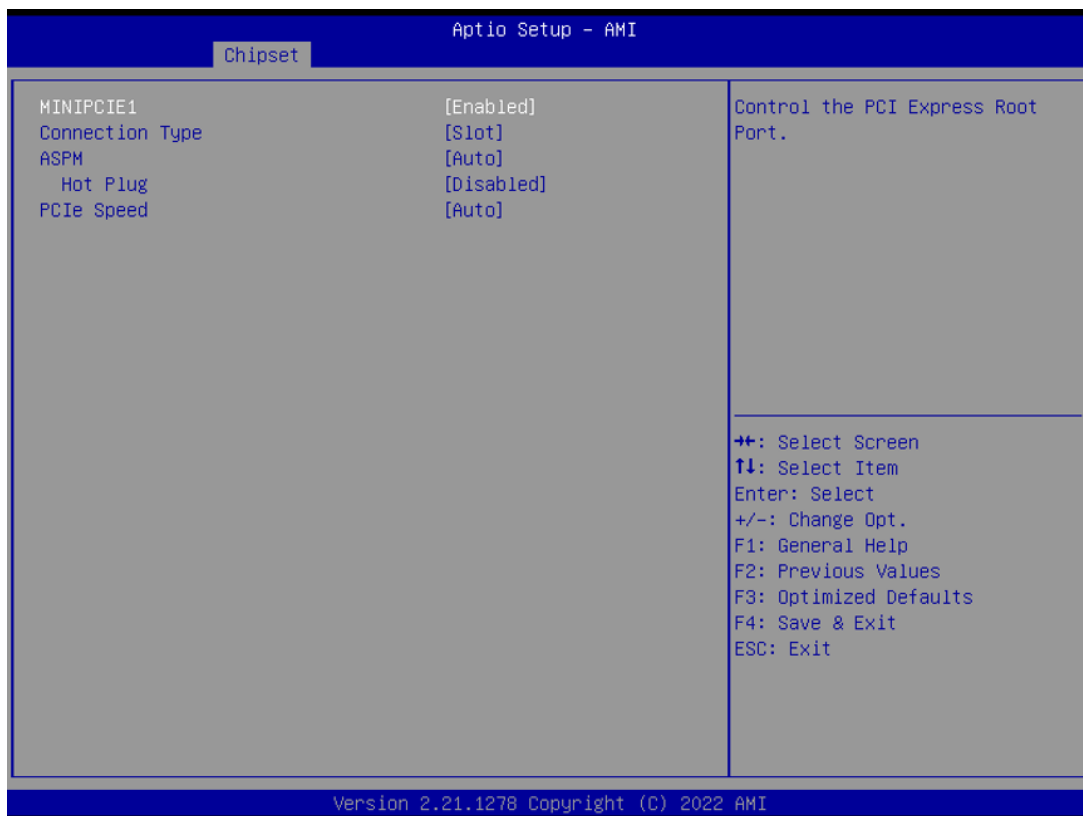 Aptio Setup - AMI
Chipset
MINIPCIE1 [Enabled]
Connection Type [Slot]
ASPM [Auto]
Hot Plug [Disabled]
PCIe Speed [Auto]
Control the PCI Express Root
Port.
→←: Select Screen
↑↓: Select Item
Enter: Select
+/-: Change Opt.
F1: General Help
F2: Previous Values
F3: Optimized Defaults
F4: Save & Exit
ESC: Exit
Version 2.21.1278 Copyright (C) 2022 AMI